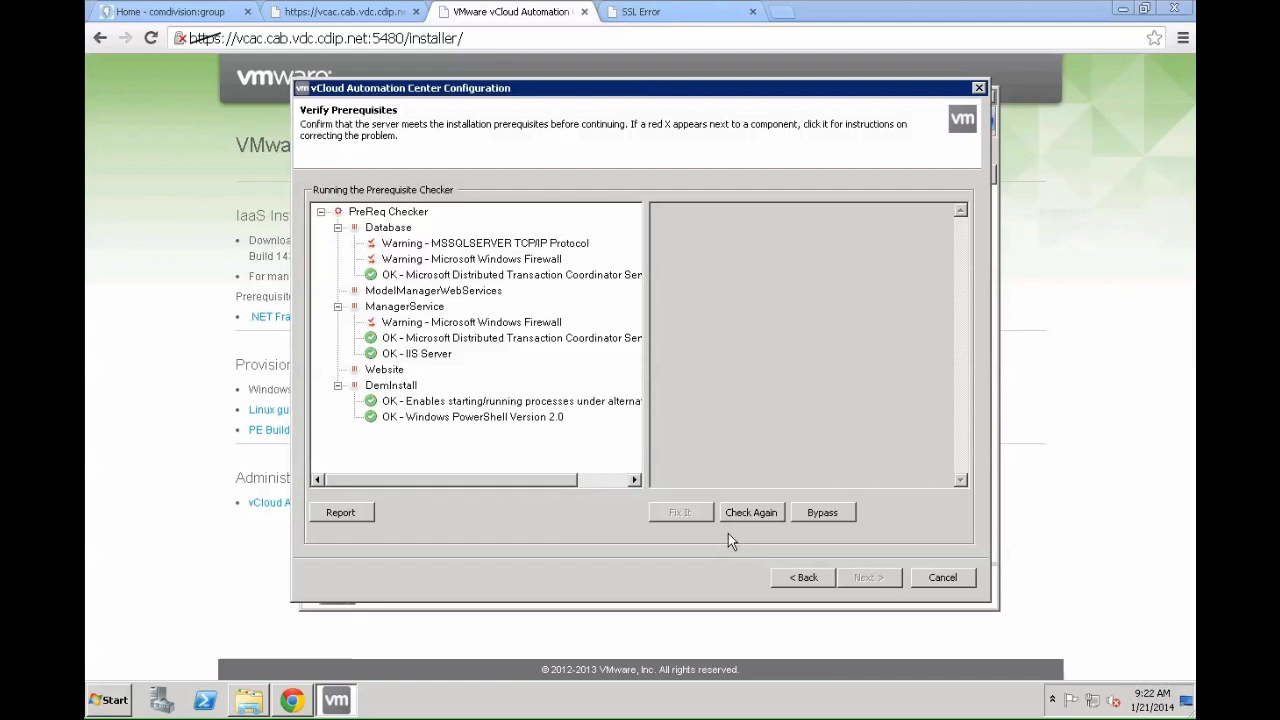 Home - comdivision:group
https://vcac.cab.vdc.cdip.net
VMware vCloud Automation
SSL Error
https://vcac.cab.vdc.cdip.net:5480/installer/
vmware
vm vCloud Automation Center Configuration
Verify Prerequisites
Confirm that the server meets the installation prerequisites before continuing. If a red X appears next to a component, click it for instructions on
correcting the problem.
vm
VMwa
IaaS Ins
Downloa
Build 14
For man
Prerequisite
.NET Fra
Provision
Windows
Linux gu
PE Build
Administ
vCloud A
Running the Prerequisite Checker
PreReq Checker
Database
Warning - MSSQLSERVER TCP/IP Protocol
Warning - Microsoft Windows Firewall
OK - Microsoft Distributed Transaction Coordinator Ser
ModelManagerWebServices
ManagerService
Warning - Microsoft Windows Firewall
OK - Microsoft Distributed Transaction Coordinator Ser
OK - IIS Server
Website
DemInstall
OK - Enables starting/running processes under alterna
OK - Windows PowerShell Version 2.0
Report
Fix It
Check Again
Bypass
< Back
Next >
Cancel
© 2012-2013 VMware, Inc. All rights reserved.
Start
vm
9:22 AM
1/21/2014